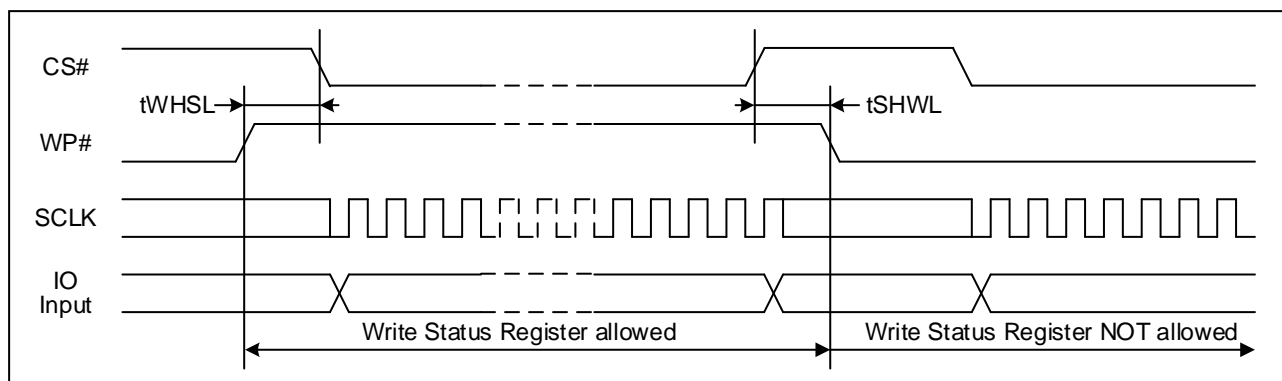 CS#
tWHSL
tSHWL
WP#
SCLK
IO
Input
Write Status Register allowed
Write Status Register NOT allowed